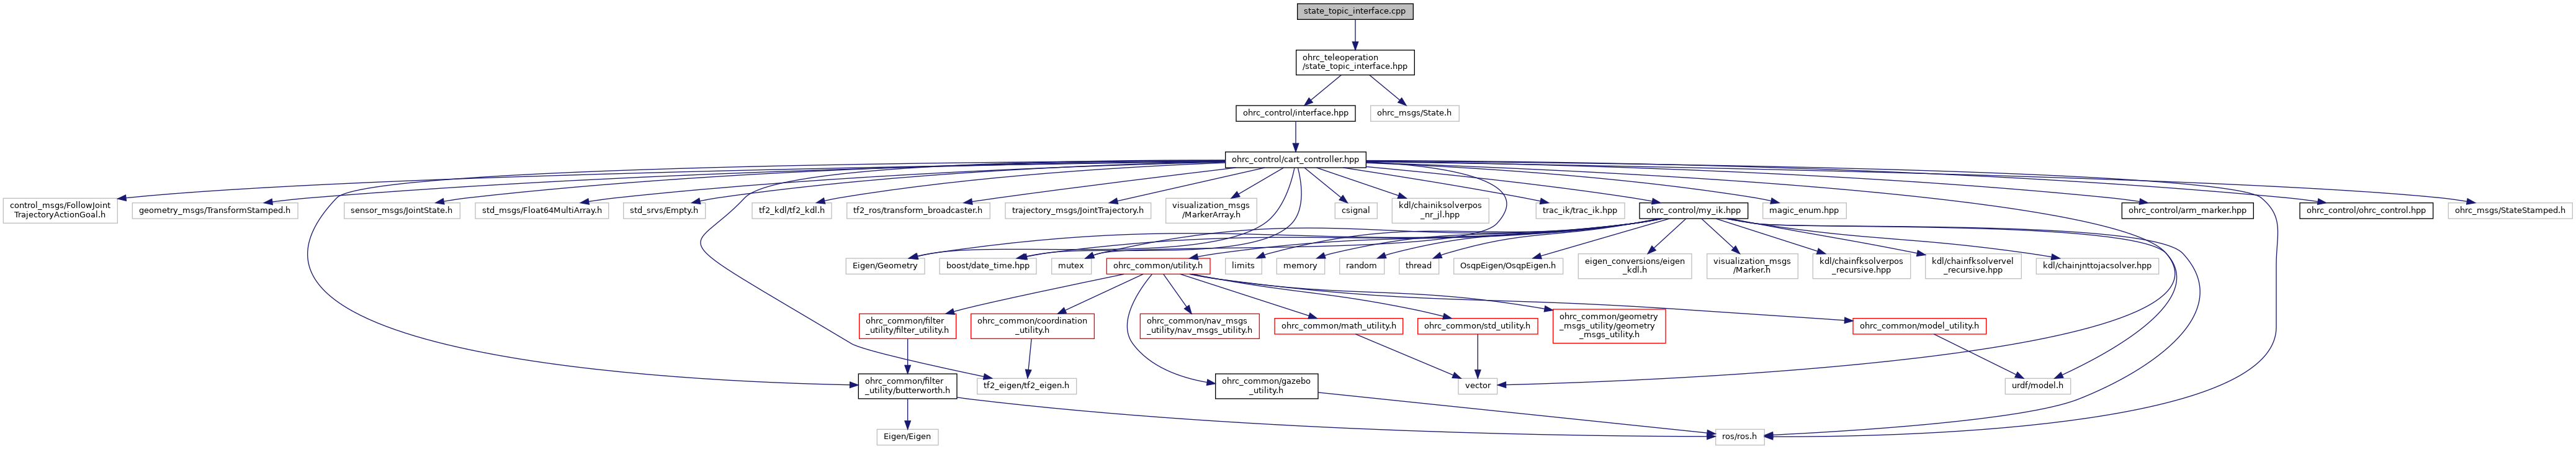 state_topic_interface.cpp
ohrc_teleoperation
/state_topic_interface.hpp
ohrc_control/interface.hpp
ohrc_msgs/State.h
ohrc_control/cart_controller.hpp
control_msgs/FollowJoint
TrajectoryActionGoal.h
geometry_msgs/TransformStamped.h
sensor_msgs/JointState.h
std_msgs/Float64MultiArray.h
std_srvs/Empty.h
tf2_kdl/tf2_kdl.h
tf2_ros/transform_broadcaster.h
trajectory_msgs/JointTrajectory.h
visualization_msgs
/MarkerArray.h
csignal
kdl/chainiksolverpos
_nr_jl.hpp
trac_ik/trac_ik.hpp
ohrc_control/my_ik.hpp
magic_enum.hpp
ohrc_control/arm_marker.hpp
ohrc_control/ohrc_control.hpp
ohrc_msgs/StateStamped.h
Eigen/Geometry
boost/date_time.hpp
mutex
ohrc_common/utility.h
limits
memory
random
thread
OsqpEigen/OsqpEigen.h
eigen_conversions/eigen
_kdl.h
visualization_msgs
/Marker.h
kdl/chainfksolverpos
_recursive.hpp
kdl/chainfksolvervel
_recursive.hpp
kdl/chainjnttojacsolver.hpp
ohrc_common/filter
_utility/filter_utility.h
ohrc_common/coordination
_utility.h
ohrc_common/nav_msgs
_utility/nav_msgs_utility.h
ohrc_common/math_utility.h
ohrc_common/std_utility.h
ohrc_common/geometry
_msgs_utility/geometry
_msgs_utility.h
ohrc_common/model_utility.h
ohrc_common/filter
_utility/butterworth.h
tf2_eigen/tf2_eigen.h
ohrc_common/gazebo
_utility.h
vector
urdf/model.h
Eigen/Eigen
ros/ros.h